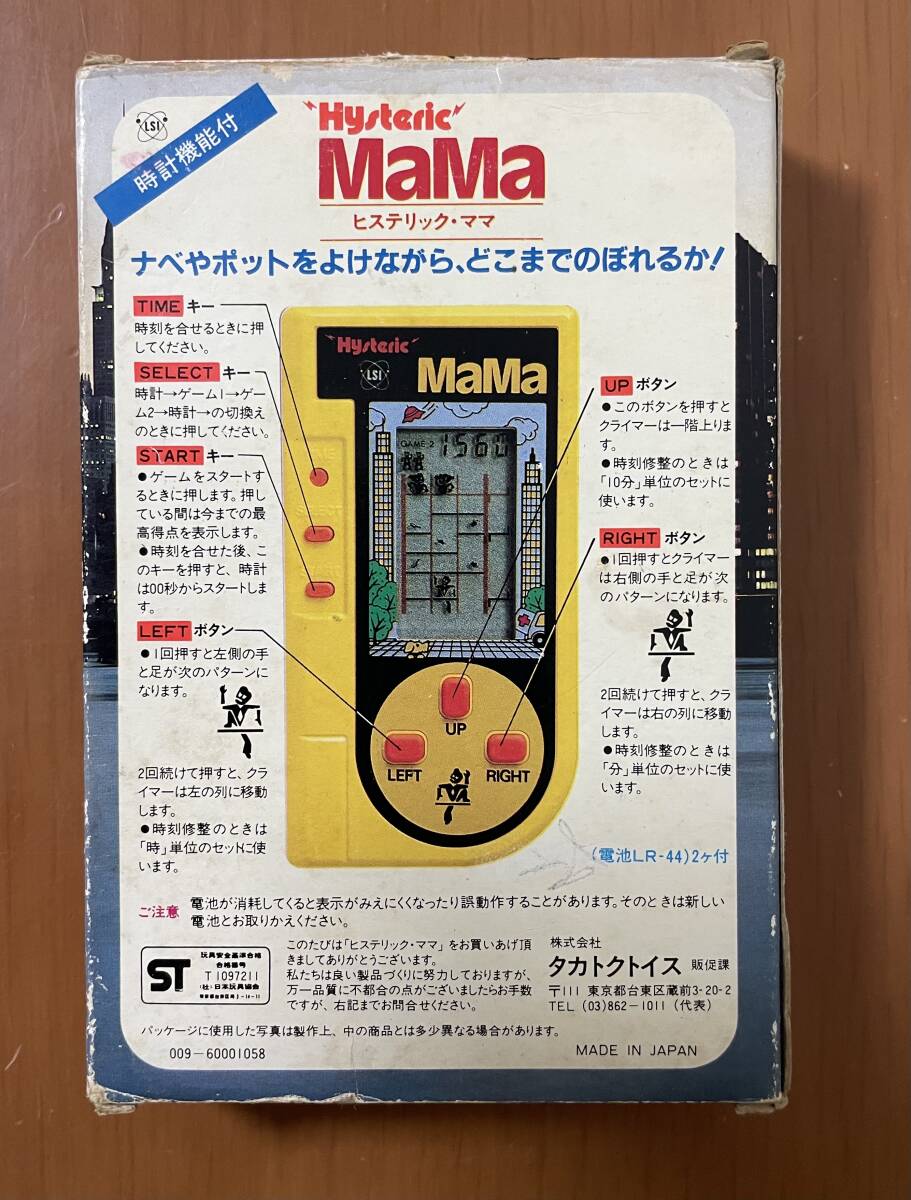 LSI
時計機能付
"Hysteric"
MaMa
ヒステリック・ママ
ナベやポットをよけながら、どこまでのぼれるか!
TIME キー
時刻を合せるときに押
してください。
SELECT キー
時計→ゲーム1→ゲー
ム2→時計→の切換え
のときに押してください。
START キー
●ゲームをスタートす
るときに押します。押し
ている間は今までの最
高得点を表示します。
●時刻を合せた後、こ
のキーを押すと、時計
は00秒からスタートしま
す。
LEFT ボタン
●1回押すと左側の手
と足が次のパターンに
なります。
2回続けて押すと、クラ
イマーは左の列に移動
します。
●時刻修整のときは
「時」単位のセットに使
います。
"Hysteric"
LSI
MaMa
GAME-2
1560
UP
LEFT
RIGHT
UP ボタン
●このボタンを押すと
クライマーは一階上りま
す。
●時刻修整のときは
「10分」単位のセットに
使います。
RIGHT ボタン
●1回押すとクライマー
は右側の手と足が次
のパターンになります。
2回続けて押すと、クラ
イマーは右の列に移動
します。
●時刻修整のときは
「分」単位のセットに使
います。
(電池LR-44)2ヶ付
ご注意
電池が消耗してくると表示がみえにくくなったり誤動作することがあります。そのときは新しい
電池とお取りかえください。
ST
玩具安全基準合格
合格番号
T 1097211
(社)日本玩具協会
このたびは「ヒステリック・ママ」をお買いあげ頂
きましてありがとうございます。
私たちは良い製品づくりに努力しておりますが、
万一品質に不都合の点がございましたらお手数
ですが、右記までお問合せください。
株式会社
タカトクトイス 販促課
〒111 東京都台東区蔵前3-20-2
TEL (03)862-1011 (代表)
パッケージに使用した写真は製作上、中の商品とは多少異なる場合があります。
009-60001058
MADE IN JAPAN